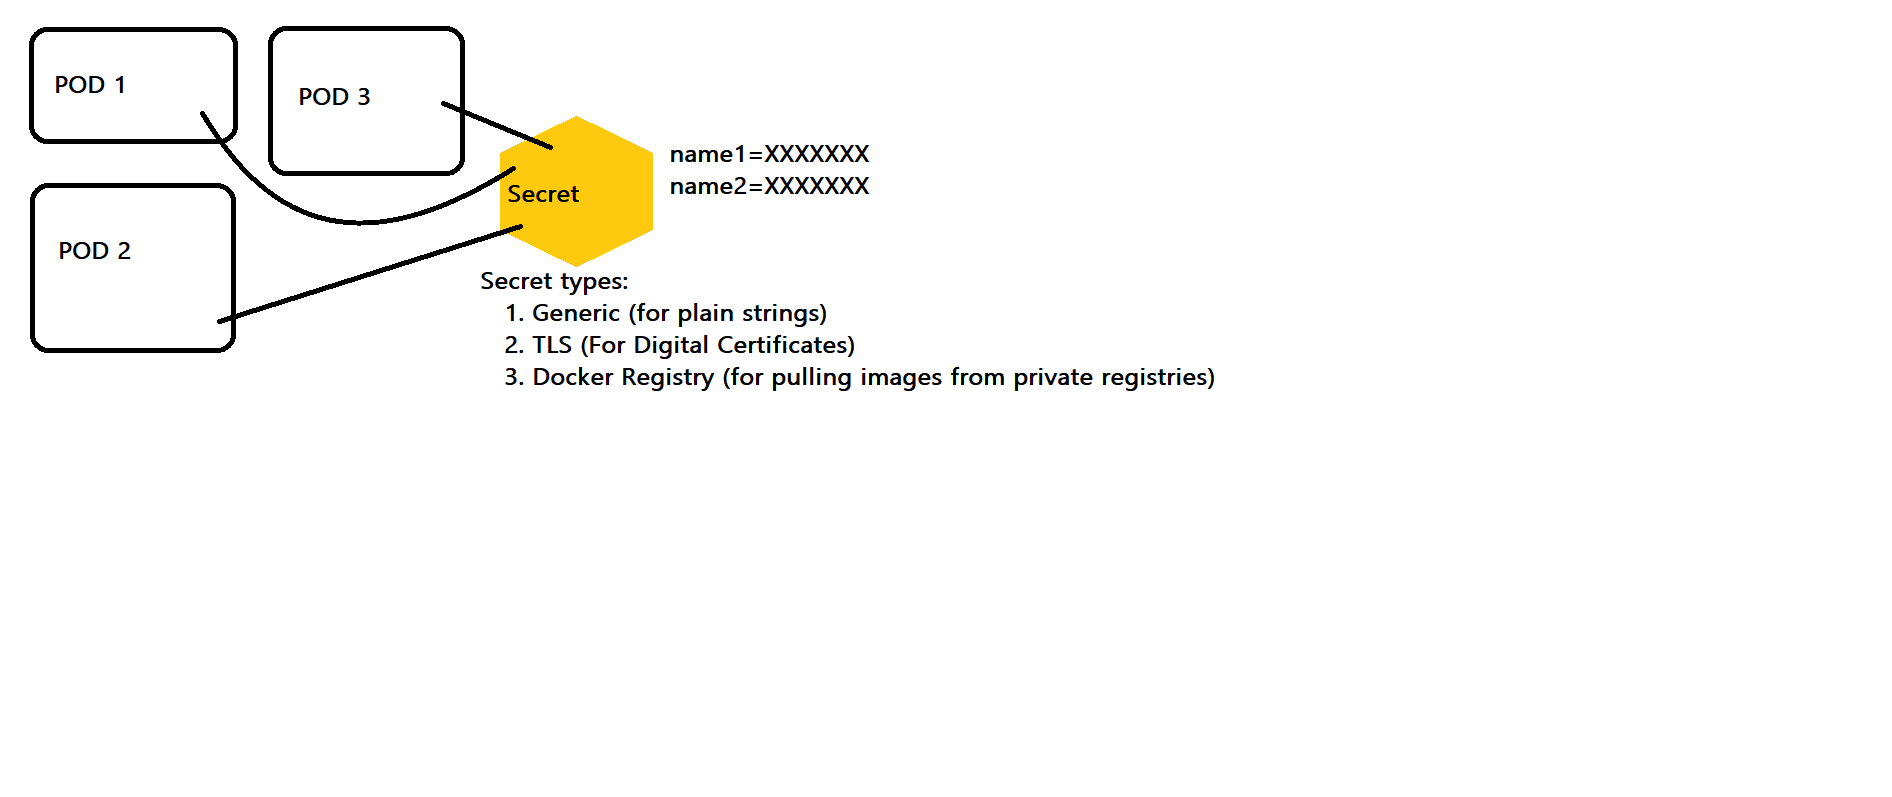 POD 1
POD 3
POD 2
Secret
name1=XXXXXXX
name2=XXXXXXX
Secret types:
1. Generic (for plain strings)
2. TLS (For Digital Certificates)
3. Docker Registry (for pulling images from private registries)